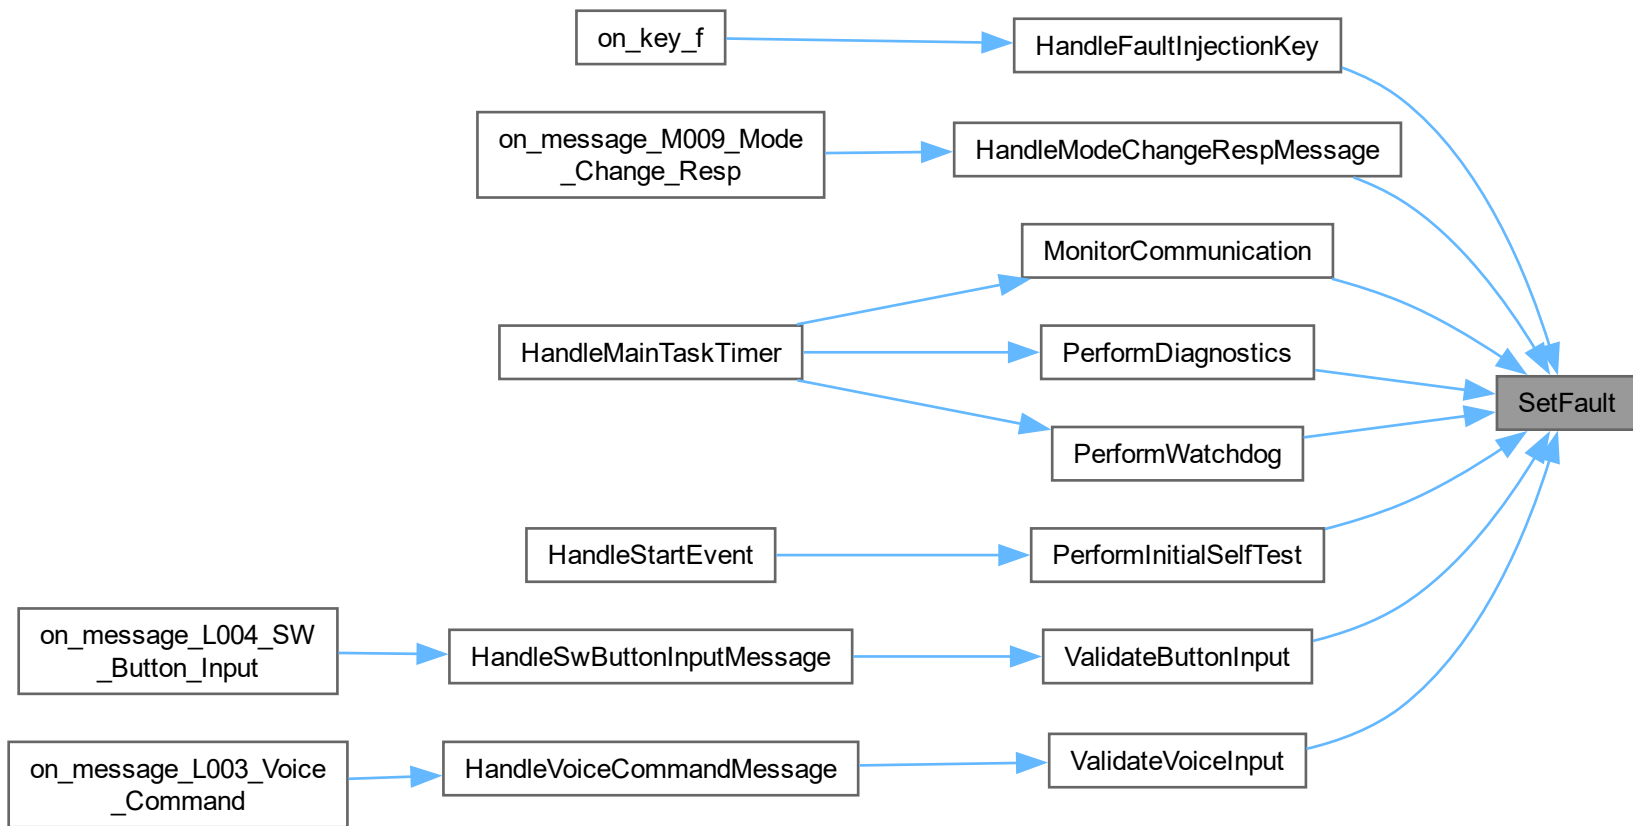 on_key_f
HandleFaultInjectionKey
on_message_M009_Mode
_Change_Resp
HandleModeChangeRespMessage
MonitorCommunication
HandleMainTaskTimer
PerformDiagnostics
SetFault
PerformWatchdog
HandleStartEvent
PerformInitialSelfTest
on_message_L004_SW
_Button_Input
HandleSwButtonInputMessage
ValidateButtonInput
on_message_L003_Voice
_Command
HandleVoiceCommandMessage
ValidateVoiceInput